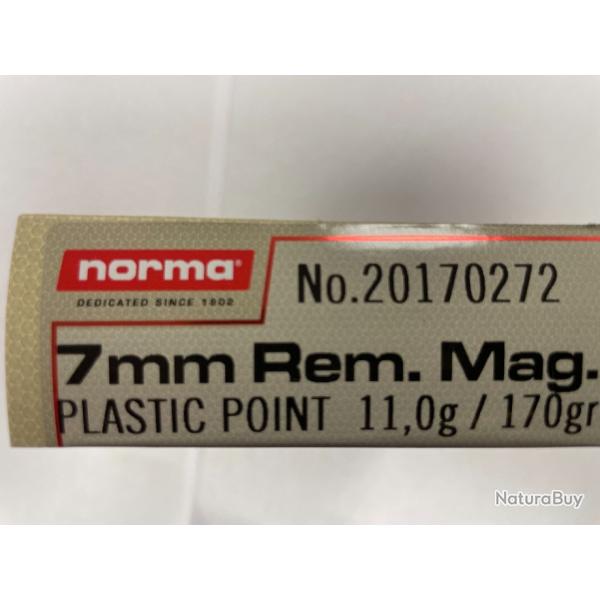 norma
DEDICATED SINCE 1902
No.20170272
7mm Rem. Mag.
PLASTIC POINT 11,0g / 170gr
NaturaBuy